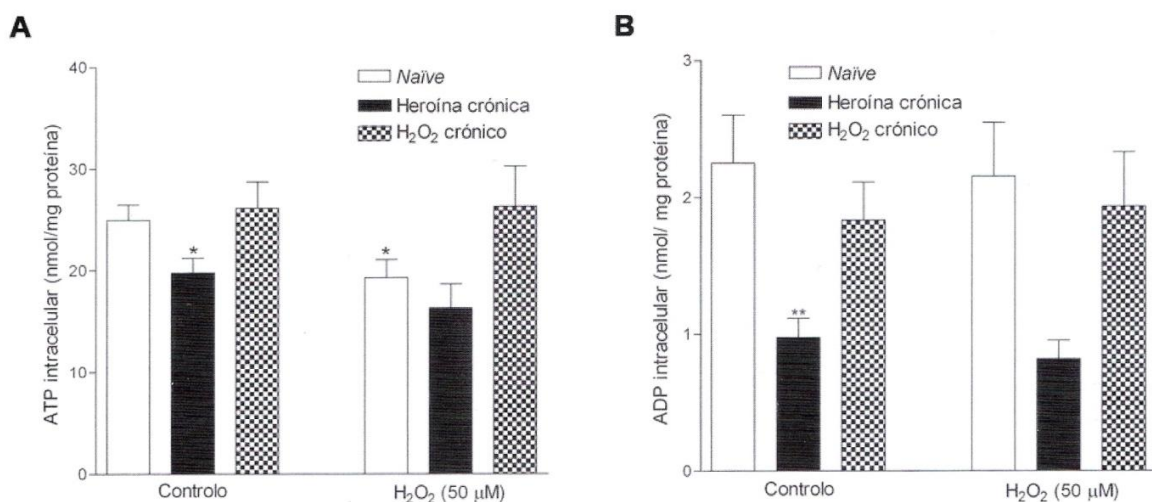 A
ATP intracelular (nmol/mg proteína)
40
30
20
10
0
Naïve
Heroína crónica
H₂O₂ crónico
*
*
Controlo
H₂O₂ (50 µM)
B
ADP intracelular (nmol/ mg proteína)
3
2
1
0
Naïve
Heroína crónica
H₂O₂ crónico
**
Controlo
H₂O₂ (50 µM)